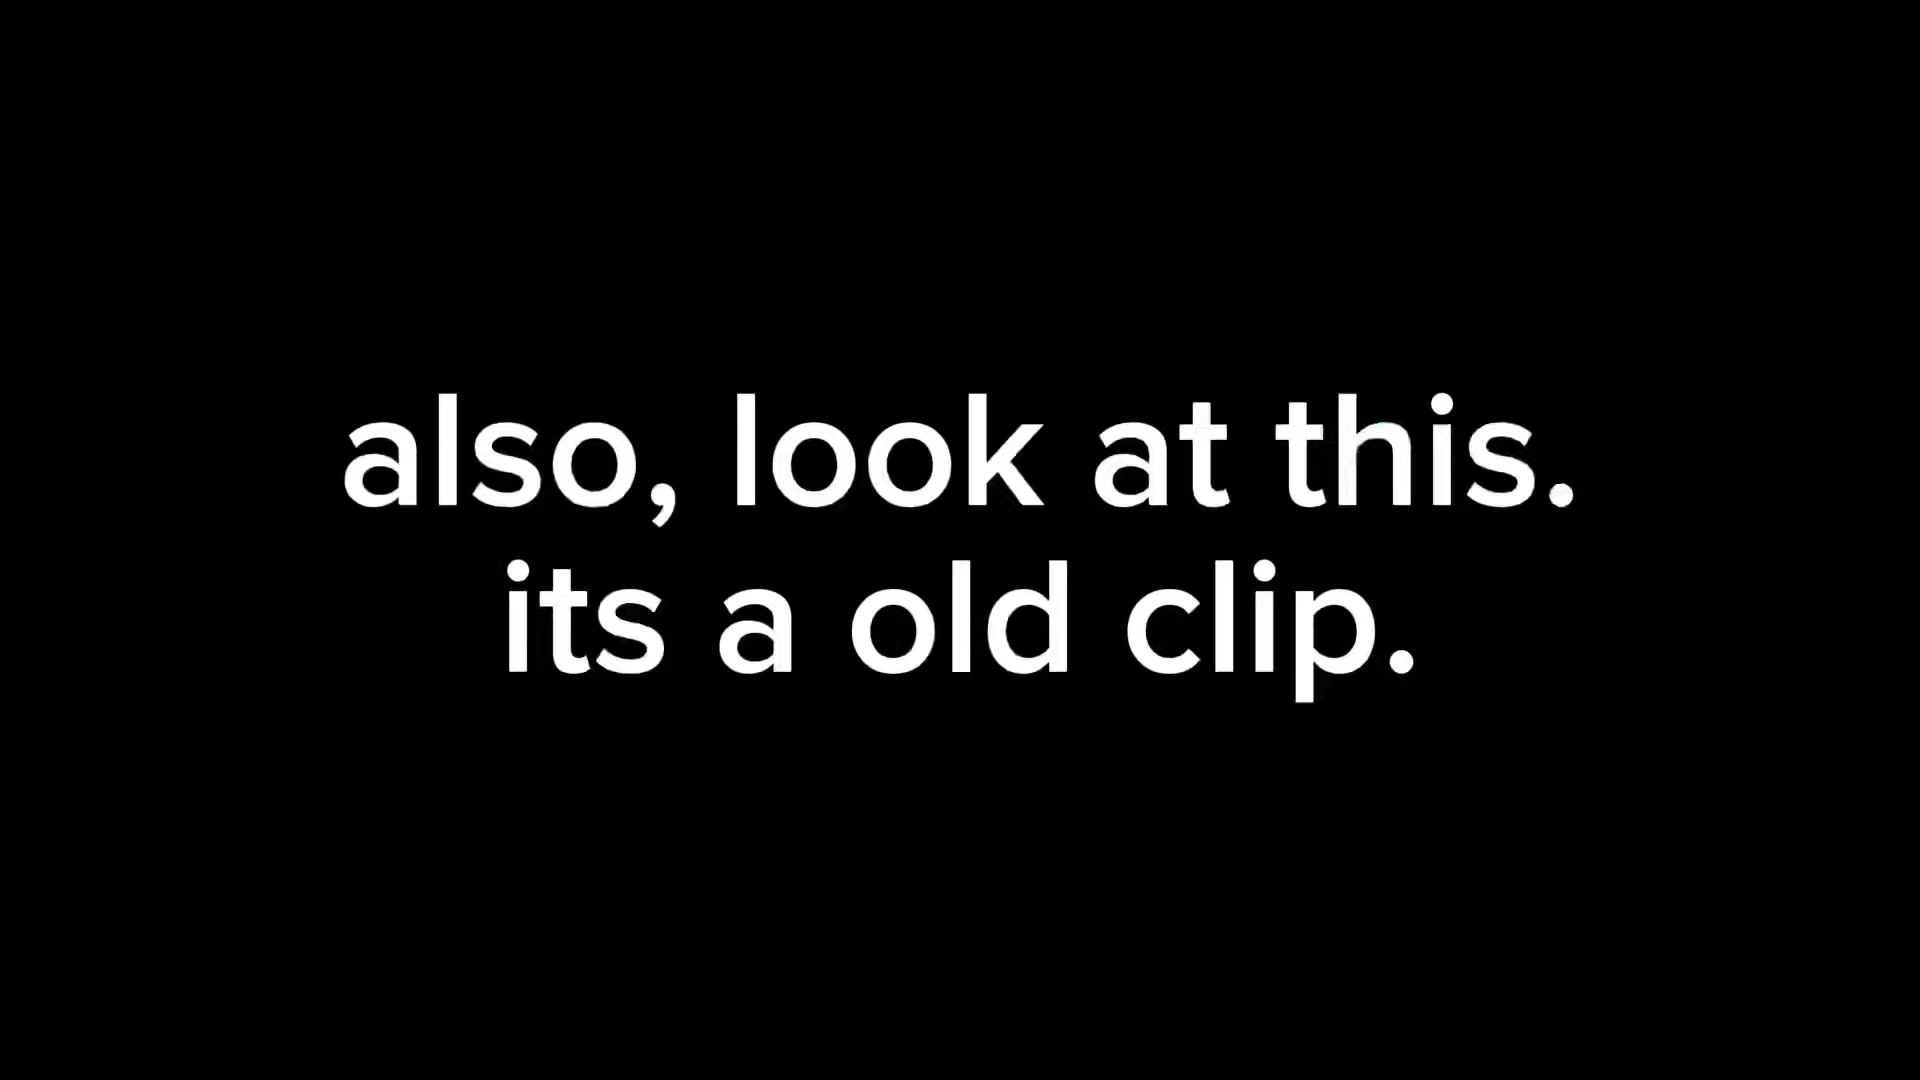 also, look at this.
its a old clip.